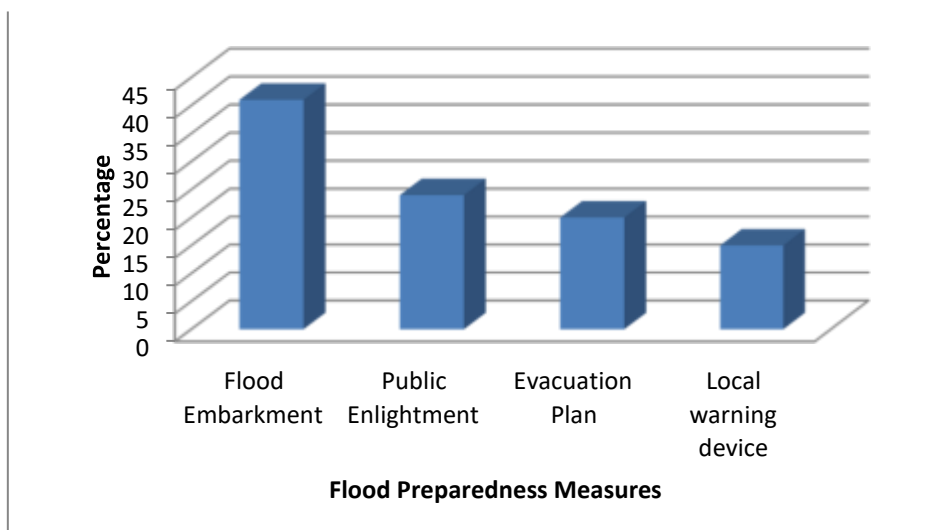 Percentage
45
40
35
30
25
20
15
10
5
0
Flood
Embarkment
Public
Enlightment
Evacuation
Plan
Local
warning
device
Flood Preparedness Measures